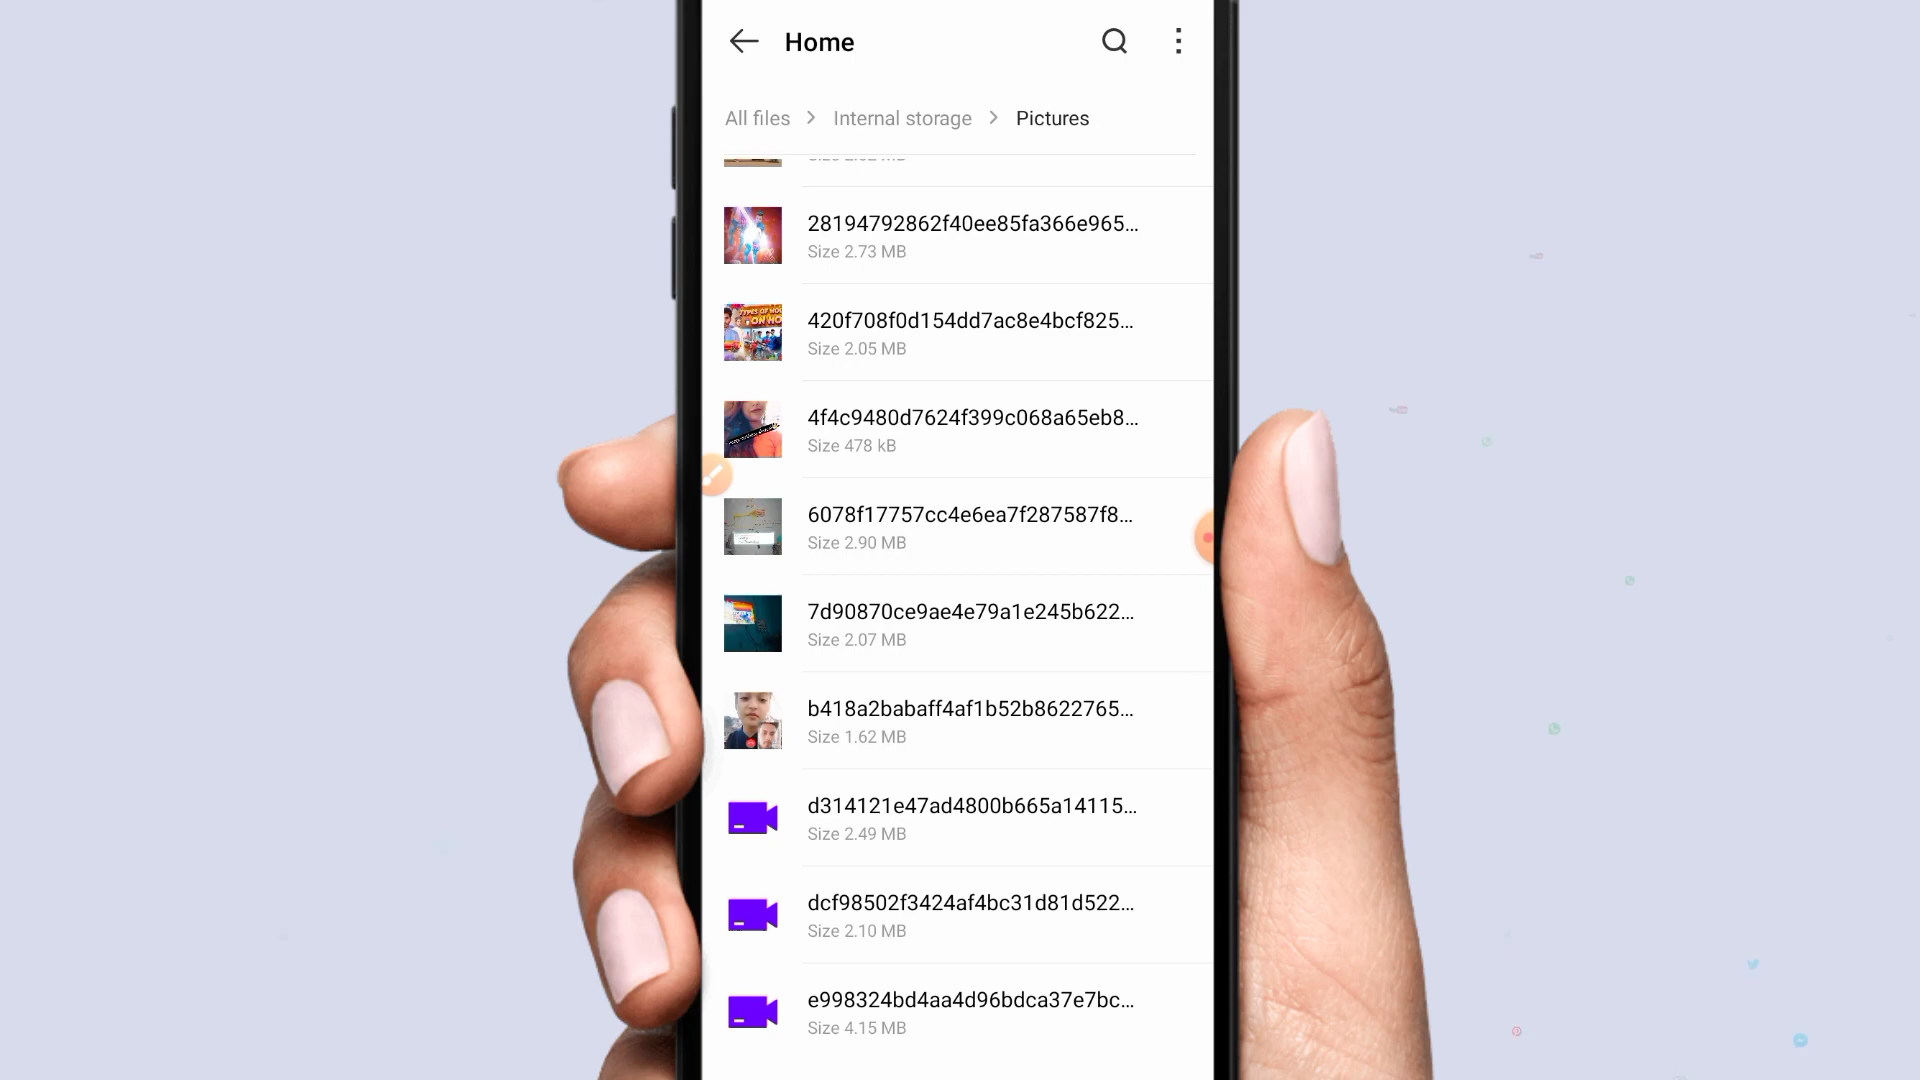 Home
All files > Internal storage > Pictures
28194792862f40ee85fa366e965...
Size 2.73 MB
420f708f0d154dd7ac8e4bcf825...
Size 2.05 MB
4f4c9480d7624f399c068a65eb8...
Size 478 kB
6078f17757cc4e6ea7f287587f8...
Size 2.90 MB
7d90870ce9ae4e79a1e245b622...
Size 2.07 MB
b418a2babaff4af1b52b8622765...
Size 1.62 MB
d314121e47ad4800b665a14115...
Size 2.49 MB
dcf98502f3424af4bc31d81d522...
Size 2.10 MB
e998324bd4aa4d96bdca37e7bc...
Size 4.15 MB